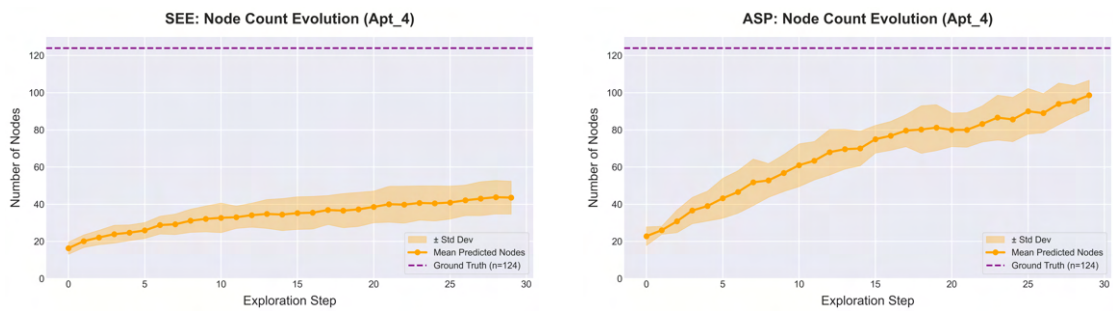 SEE: Node Count Evolution (Apt_4)
120
100
80
60
40
20
0
Number of Nodes
0 5 10 15 20 25 30
Exploration Step
± Std Dev
Mean Predicted Nodes
Ground Truth (n=124)
ASP: Node Count Evolution (Apt_4)
120
100
80
60
40
20
0
Number of Nodes
0 5 10 15 20 25 30
Exploration Step
± Std Dev
Mean Predicted Nodes
Ground Truth (n=124)